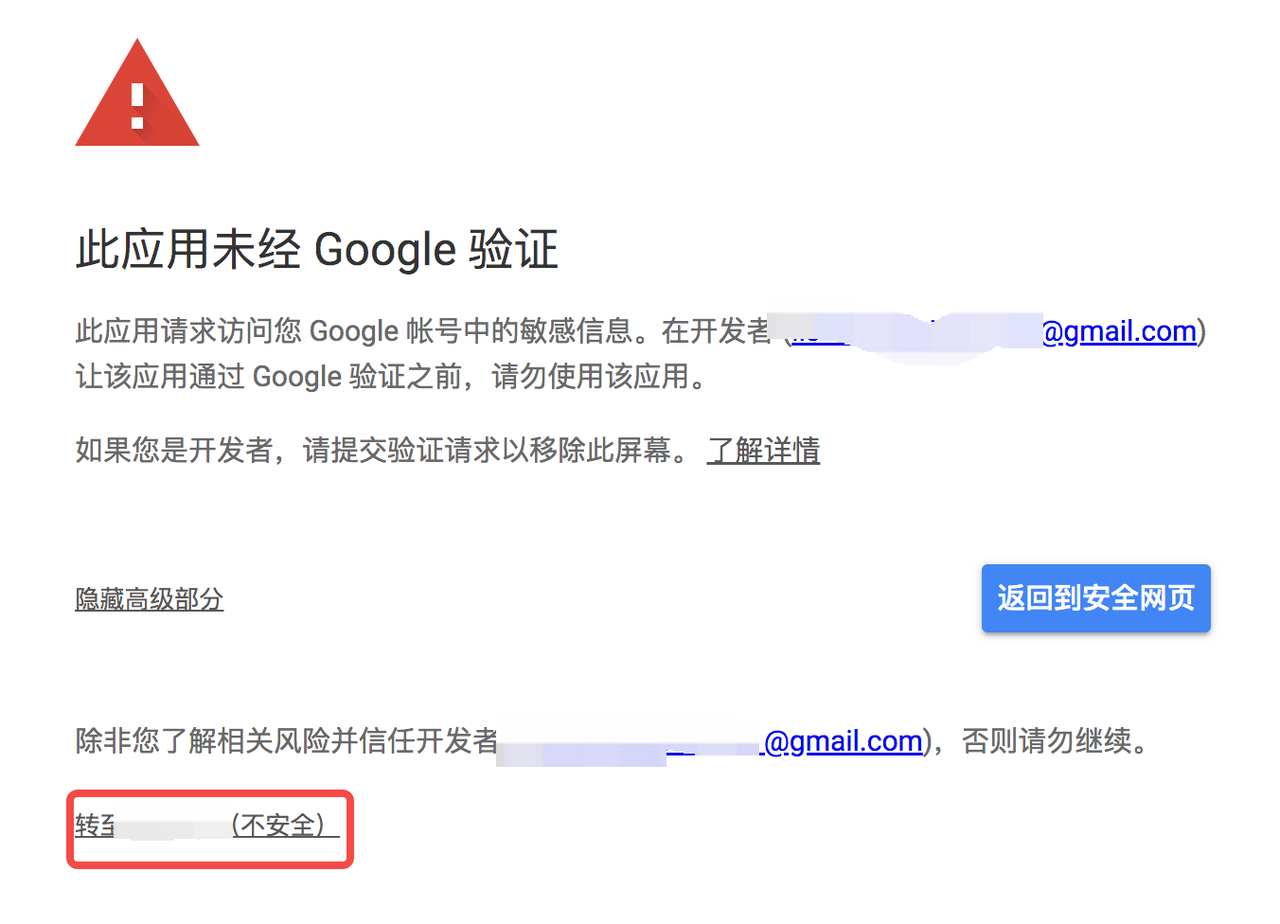 此应用未经 Google 验证
此应用请求访问您 Google 帐号中的敏感信息。在开发者 ( @gmail.com)
让该应用通过 Google 验证之前，请勿使用该应用。
如果您是开发者，请提交验证请求以移除此屏幕。 了解详情
隐藏高级部分
返回到安全网页
除非您了解相关风险并信任开发者 @gmail.com)，否则请勿继续。
转至 （不安全）